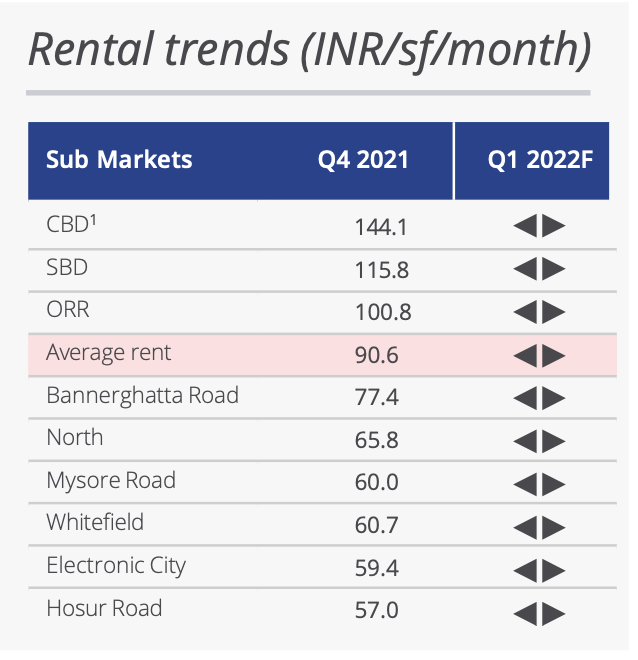 Rental trends (INR/sf/month)
Sub Markets Q4 2021 Q1 2022F
CBD¹ 144.1 ◀▶
SBD 115.8 ◀▶
ORR 100.8 ◀▶
Average rent 90.6 ◀▶
Bannerghatta Road 77.4 ◀▶
North 65.8 ◀▶
Mysore Road 60.0 ◀▶
Whitefield 60.7 ◀▶
Electronic City 59.4 ◀▶
Hosur Road 57.0 ◀▶